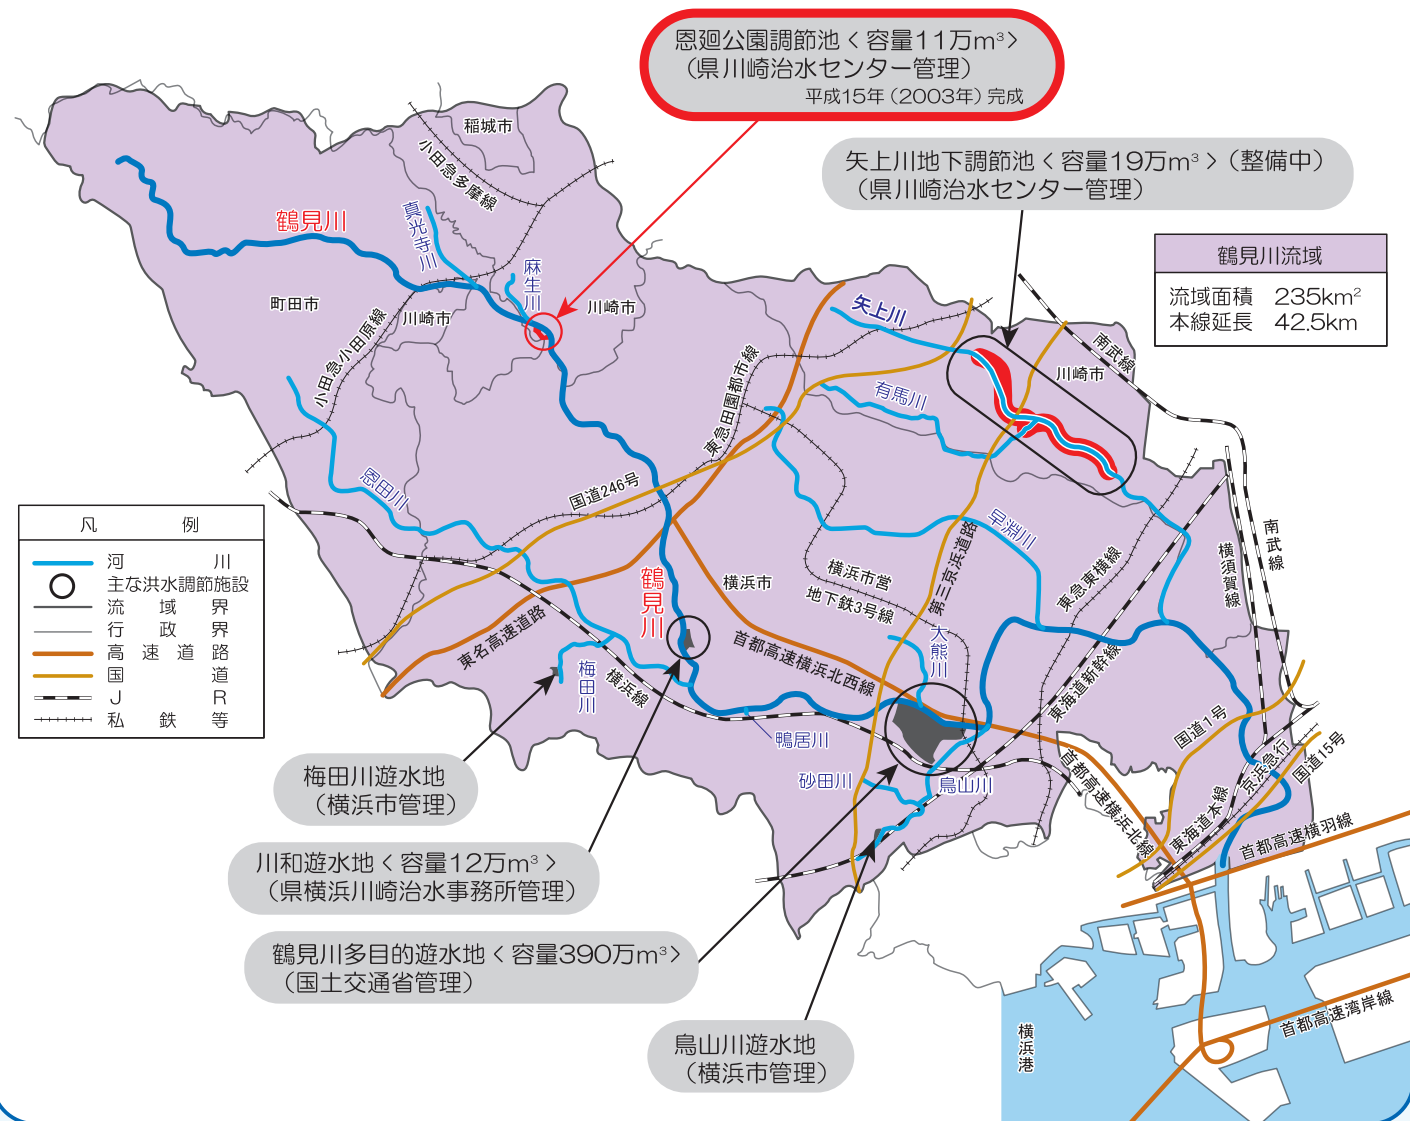 恩廻公園調節池＜容量11万m³＞
（県川崎治水センター管理）
平成15年（2003年）完成
矢上川地下調節池＜容量19万m³＞（整備中）
（県川崎治水センター管理）
鶴見川流域
流域面積 235km²
本線延長 42.5km
稲城市
小田急多摩線
真光寺川
鶴見川
麻生川
町田市
川崎市
川崎市
小田急小田原線
矢上川
南武線
川崎市
有馬川
東急田園都市線
国道246号
恩田川
早淵川
第三京浜道路
南武線
横須賀線
東急東横線
横浜市営
地下鉄3号線
横浜市
鶴見川
大熊川
首都高速横浜北西線
東名高速道路
梅田川
横浜線
東海道新幹線
鴨居川
砂田川
鳥山川
首都高速横浜北線
国道1号
京浜急行
国道15号
東海道本線
首都高速横羽線
首都高速湾岸線
横浜港
凡例
河川
主な洪水調節施設
流域界
行政界
高速道路
国道
JR
私鉄等
梅田川遊水地
（横浜市管理）
川和遊水地＜容量12万m³＞
（県横浜川崎治水事務所管理）
鶴見川多目的遊水地＜容量390万m³＞
（国土交通省管理）
鳥山川遊水地
（横浜市管理）